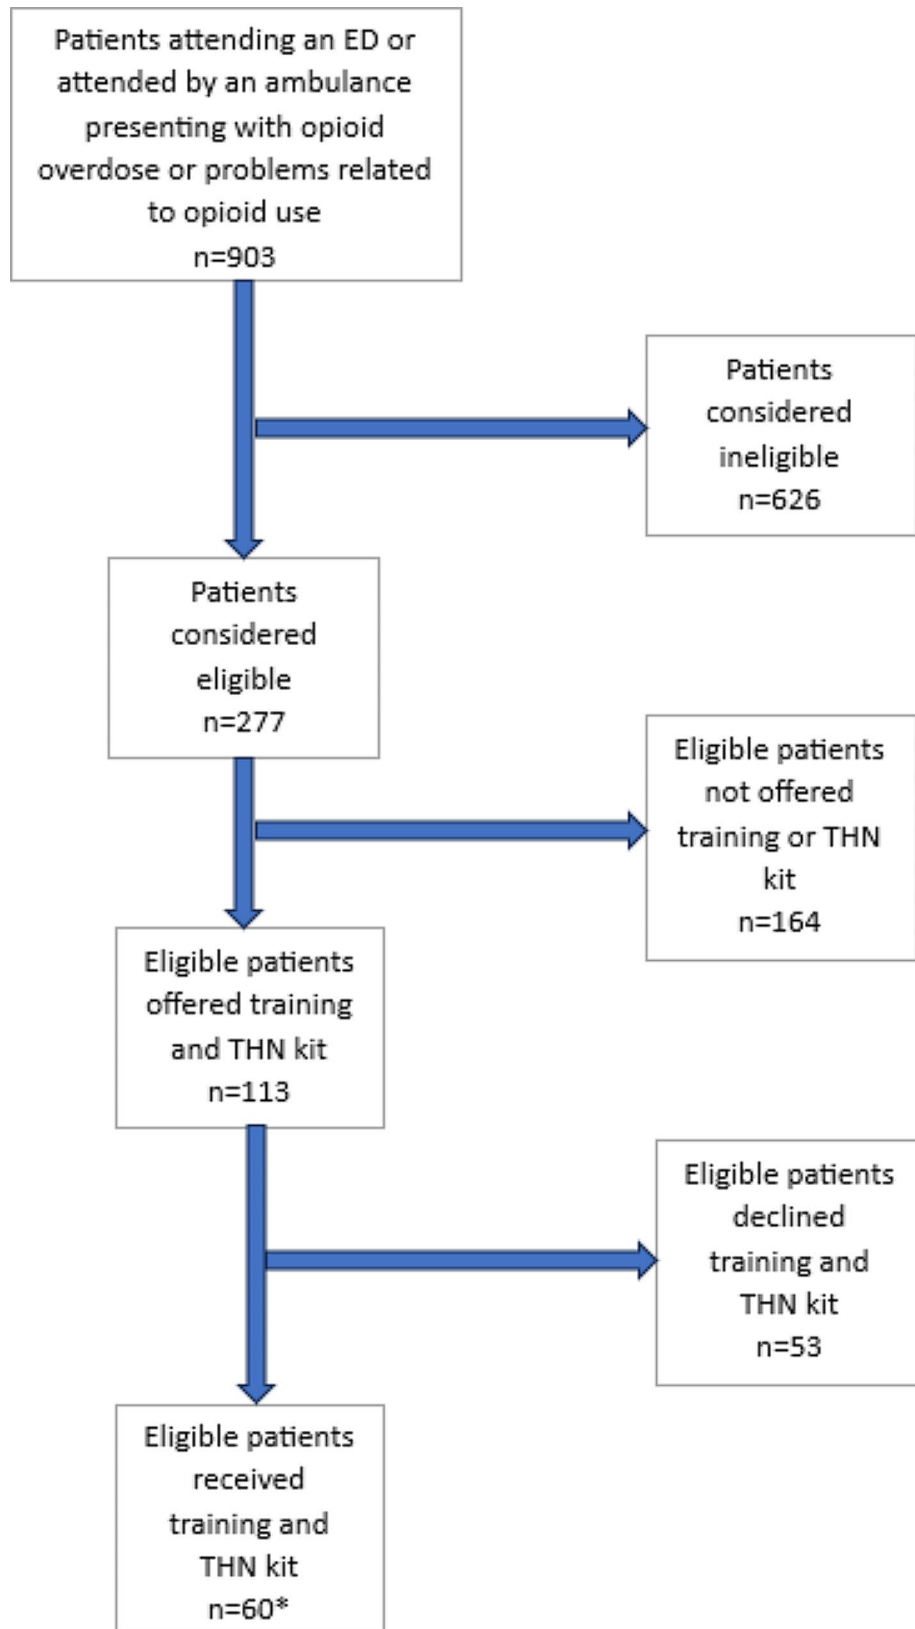 Patients attending an ED or
attended by an ambulance
presenting with opioid
overdose or problems related
to opioid use
n=903
Patients
considered
ineligible
n=626
Patients
considered
eligible
n=277
Eligible patients
not offered
training or THN
kit
n=164
Eligible patients
offered training
and THN kit
n=113
Eligible patients
declined
training and
THN kit
n=53
Eligible patients
received
training and
THN kit
n=60*